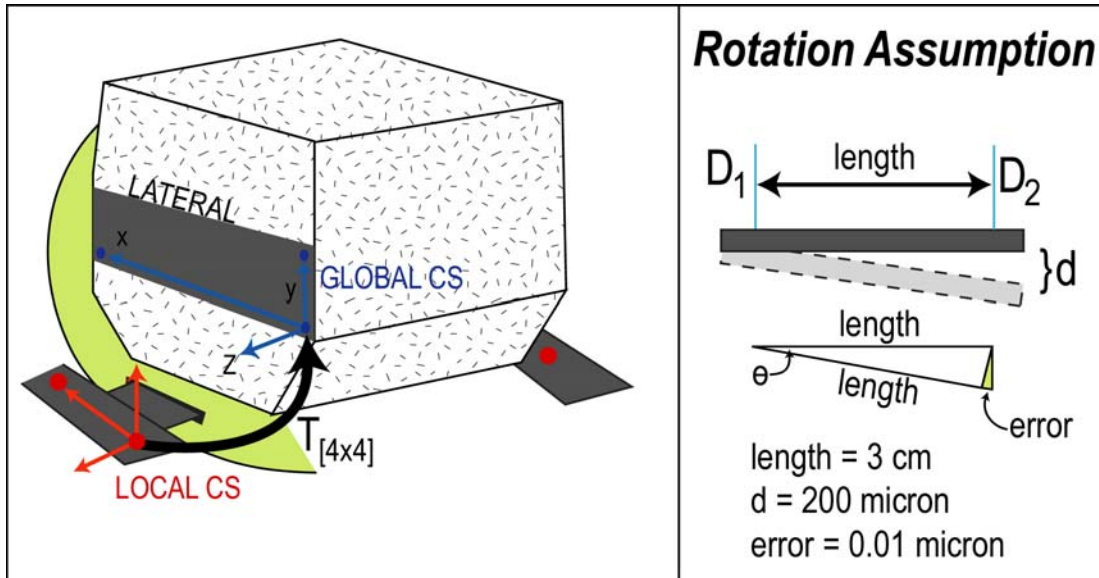 LATERAL
x
y
GLOBAL CS
Z
T[4x4]
LOCAL CS
Rotation Assumption
length
D1
D2
}d
length
ɵ
length
error
length = 3 cm
d = 200 micron
error = 0.01 micron